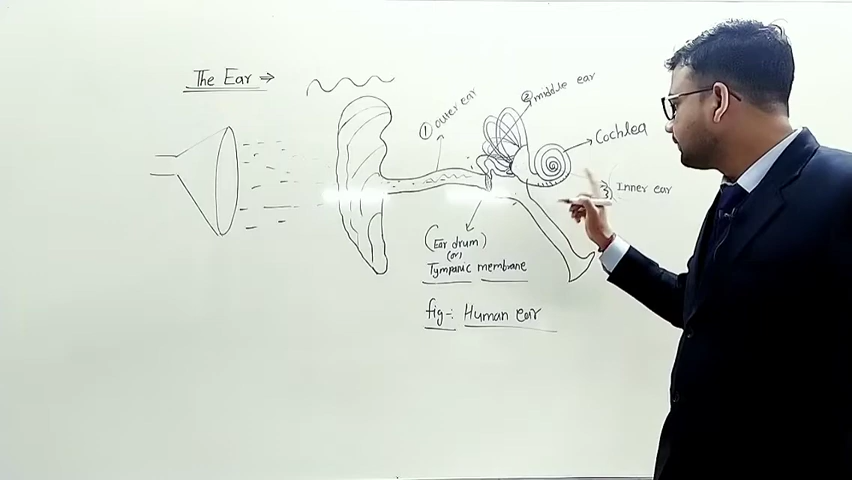 The Ear →
① outer ear
② middle ear
Cochlea
③ Inner ear
(Ear drum)
(or)
Tympanic membrane
fig-: Human ear